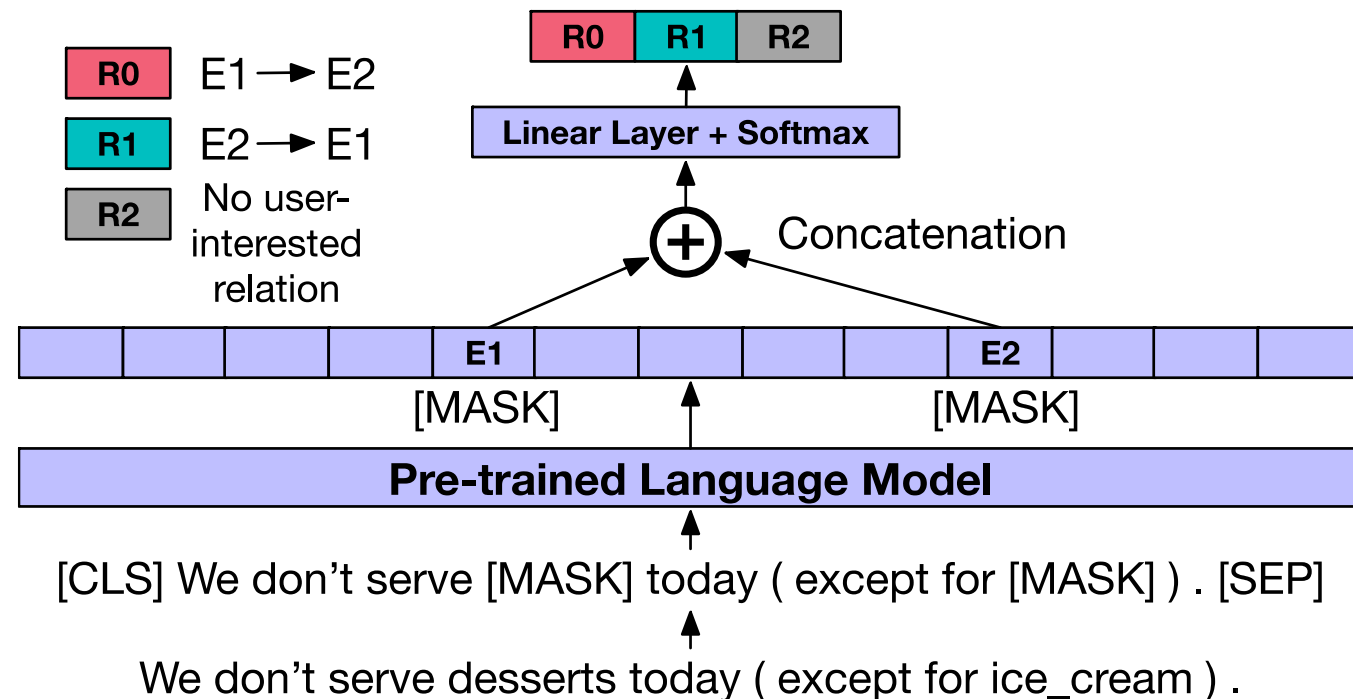 R0 R1 R2
R0 E1 → E2
Linear Layer + Softmax
R1 E2 → E1
R2 No user-
interested
relation
+ Concatenation
E1 E2
[MASK] [MASK]
Pre-trained Language Model
[CLS] We don’t serve [MASK] today ( except for [MASK] ) . [SEP]
We don’t serve desserts today ( except for ice_cream ) .